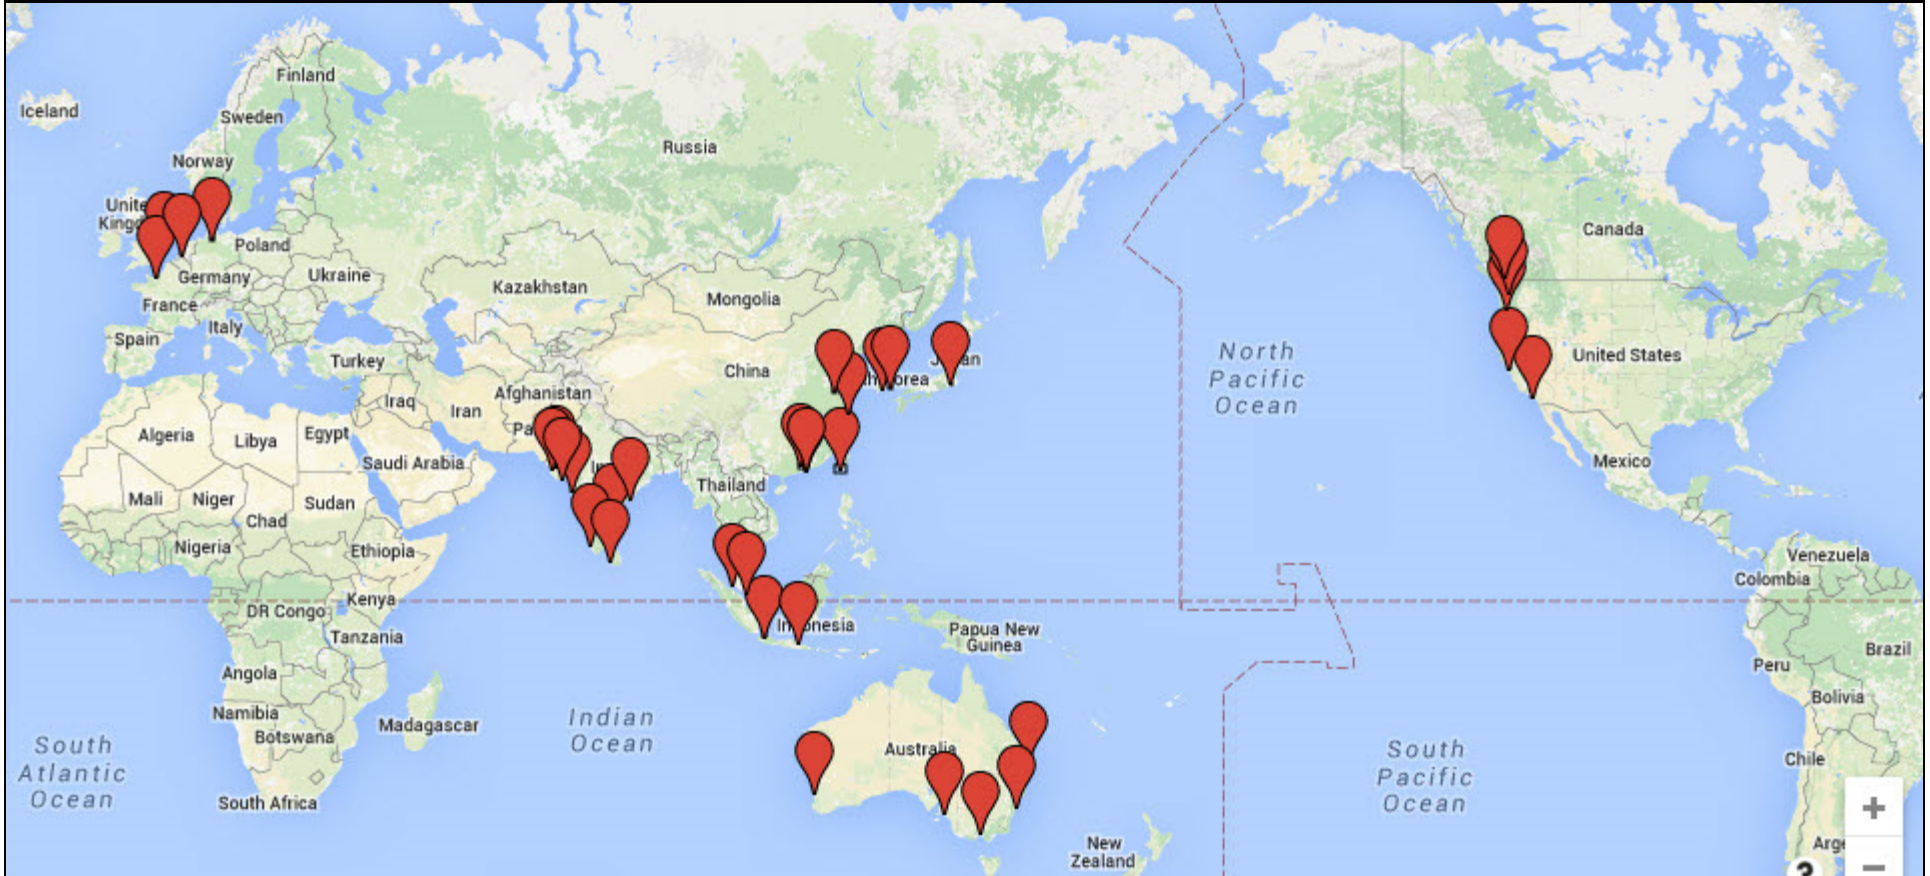 Finland
Iceland
Sweden
Russia
Norway
Unite
Kingd
Canada
Poland
Germany
Ukraine
Kazakhstan
Mongolia
France
Italy
Spain
North
Pacific
Ocean
United States
Turkey
China
Afghanistan
Iraq
Iran
Algeria
Libya
Egypt
Saudi Arabia
Mexico
Thailand
Mali
Niger
Sudan
Chad
Nigeria
Ethiopia
Venezuela
Colombia
Kenya
DR Congo
Papua New
Guinea
Tanzania
Brazil
Peru
Angola
Bolivia
Namibia
Madagascar
Indian
Ocean
Botswana
Australia
South
Atlantic
Ocean
South
Pacific
Ocean
Chile
South Africa
New
Zealand
Arge
+
−